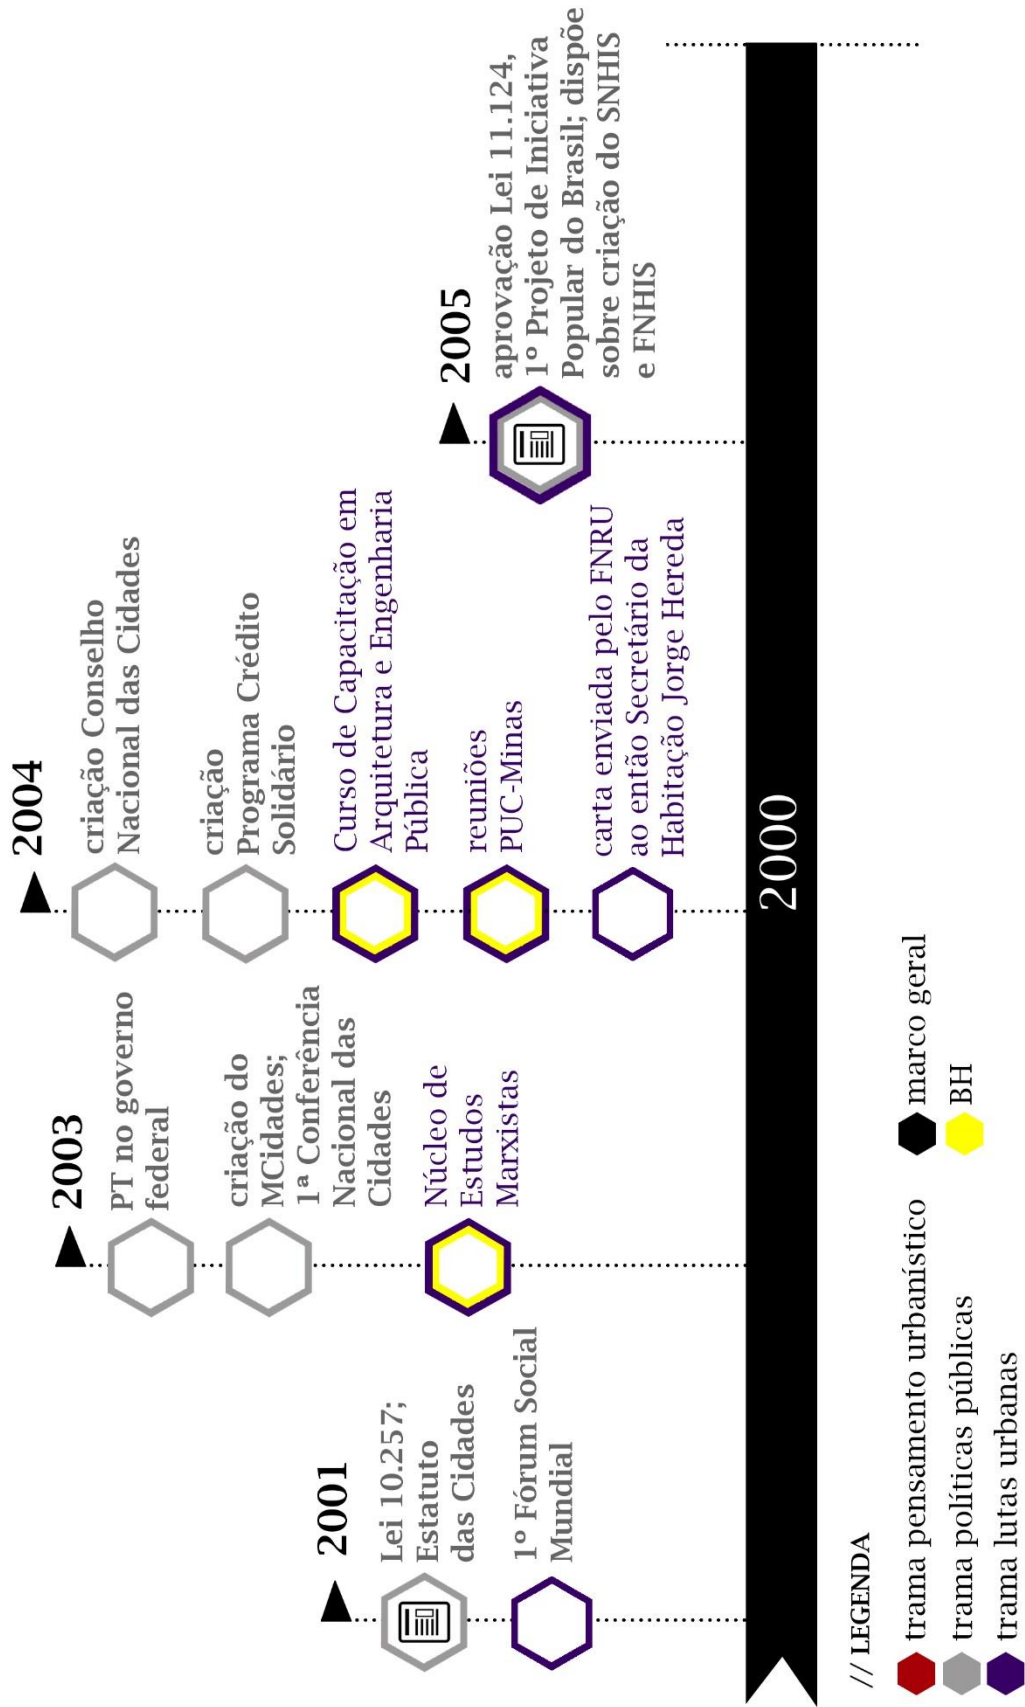 2001
Lei 10.257;
Estatuto
das Cidades
1º Fórum Social
Mundial
2003
PT no governo
federal
criação do
MCidades;
1ª Conferência
Nacional das
Cidades
Núcleo de
Estudos
Marxistas
2004
criação Conselho
Nacional das Cidades
criação
Programa Crédito
Solidário
Curso de Capacitação em
Arquitetura e Engenharia
Pública
reuniões
PUC-Minas
carta enviada pelo FNRU
ao então Secretário da
Habitação Jorge Hereda
2005
aprovação Lei 11.124,
1º Projeto de Iniciativa
Popular do Brasil; dispõe
sobre criação do SNHIS
e FNHIS
2000
// LEGENDA
trama pensamento urbanístico
trama políticas públicas
trama lutas urbanas
marco geral
BH